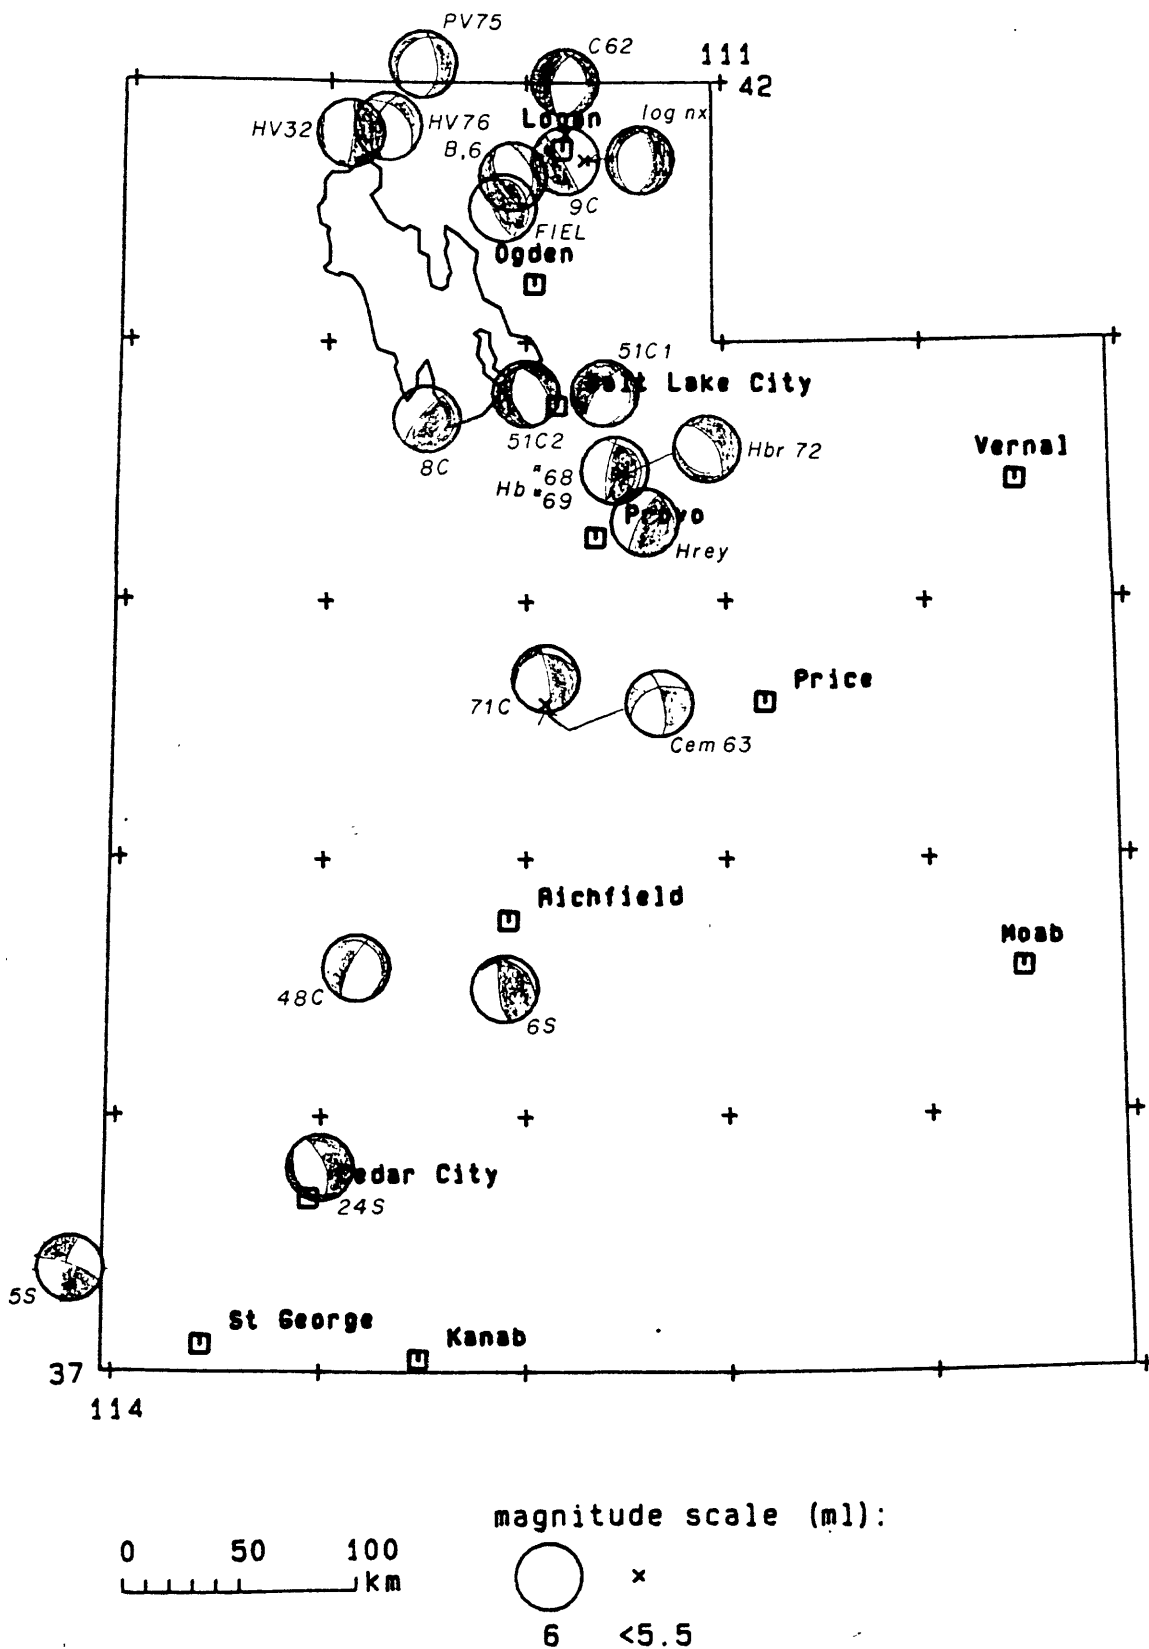 PV75
C62
111
42
Logan
log nx
HV32
HV76
B,6
9C
FIEL
Ogden
51C1
Salt Lake City
51C2
8C
Hbr 72
Vernal
"68
Hb "69
Provo
Hrey
71C
Price
Cem 63
Richfield
Moab
48C
6S
Cedar City
24S
5S
St George
Kanab
37
114
magnitude scale (ml):
0 50 100
km
6 <5.5